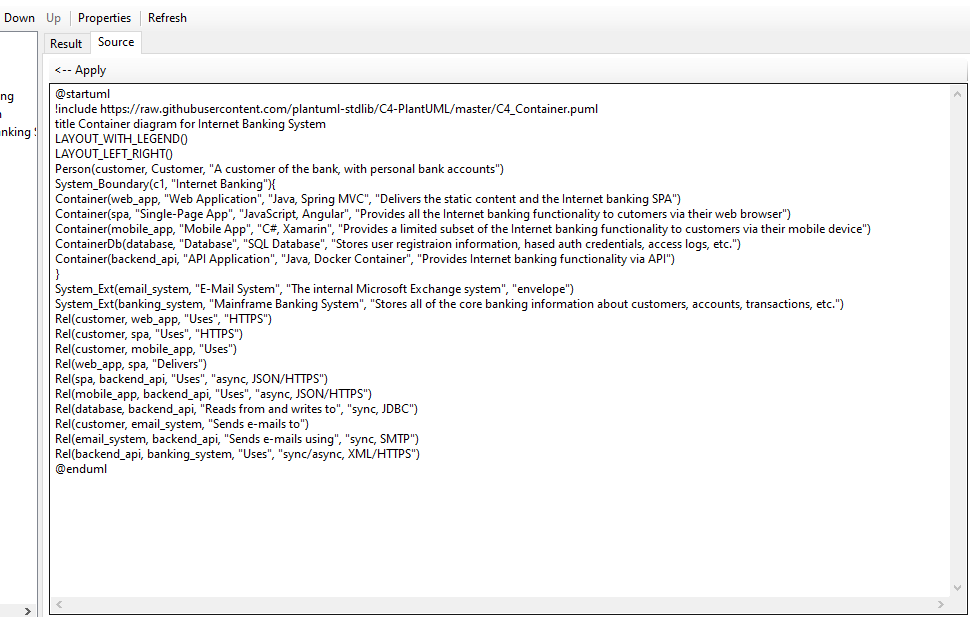 Down Up Properties Refresh
Result Source
<-- Apply
ng
anking S
@startuml
!include https://raw.githubusercontent.com/plantuml-stdlib/C4-PlantUML/master/C4_Container.puml
title Container diagram for Internet Banking System
LAYOUT_WITH_LEGEND()
LAYOUT_LEFT_RIGHT()
Person(customer, Customer, "A customer of the bank, with personal bank accounts")
System_Boundary(c1, "Internet Banking"){
Container(web_app, "Web Application", "Java, Spring MVC", "Delivers the static content and the Internet banking SPA")
Container(spa, "Single-Page App", "JavaScript, Angular", "Provides all the Internet banking functionality to cutomers via their web browser")
Container(mobile_app, "Mobile App", "C#, Xamarin", "Provides a limited subset of the Internet banking functionality to customers via their mobile device")
ContainerDb(database, "Database", "SQL Database", "Stores user registraion information, hased auth credentials, access logs, etc.")
Container(backend_api, "API Application", "Java, Docker Container", "Provides Internet banking functionality via API")
}
System_Ext(email_system, "E-Mail System", "The internal Microsoft Exchange system", "envelope")
System_Ext(banking_system, "Mainframe Banking System", "Stores all of the core banking information about customers, accounts, transactions, etc.")
Rel(customer, web_app, "Uses", "HTTPS")
Rel(customer, spa, "Uses", "HTTPS")
Rel(customer, mobile_app, "Uses")
Rel(web_app, spa, "Delivers")
Rel(spa, backend_api, "Uses", "async, JSON/HTTPS")
Rel(mobile_app, backend_api, "Uses", "async, JSON/HTTPS")
Rel(database, backend_api, "Reads from and writes to", "sync, JDBC")
Rel(customer, email_system, "Sends e-mails to")
Rel(email_system, backend_api, "Sends e-mails using", "sync, SMTP")
Rel(backend_api, banking_system, "Uses", "sync/async, XML/HTTPS")
@enduml